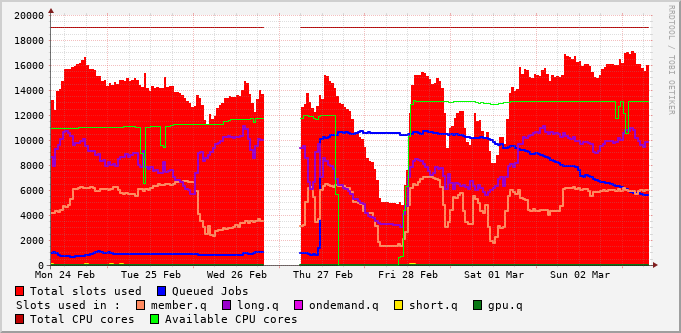 20000
18000
16000
14000
12000
10000
8000
6000
4000
2000
0
Mon 24 Feb Tue 25 Feb Wed 26 Feb Thu 27 Feb Fri 28 Feb Sat 01 Mar Sun 02 Mar
Total slots used Queued Jobs
Slots used in : member.q long.q ondemand.q short.q gpu.q
Total CPU cores Available CPU cores
RRDTOOL / TOBI OETIKER